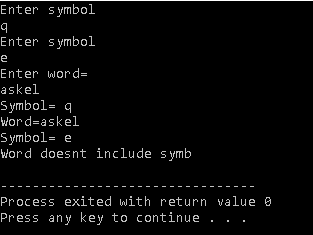 Enter symbol
q
Enter symbol
e
Enter word=
askel
Symbol= q
Word=askel
Symbol= e
Word doesnt include symb
--------------------------------
Process exited with return value 0
Press any key to continue . . .